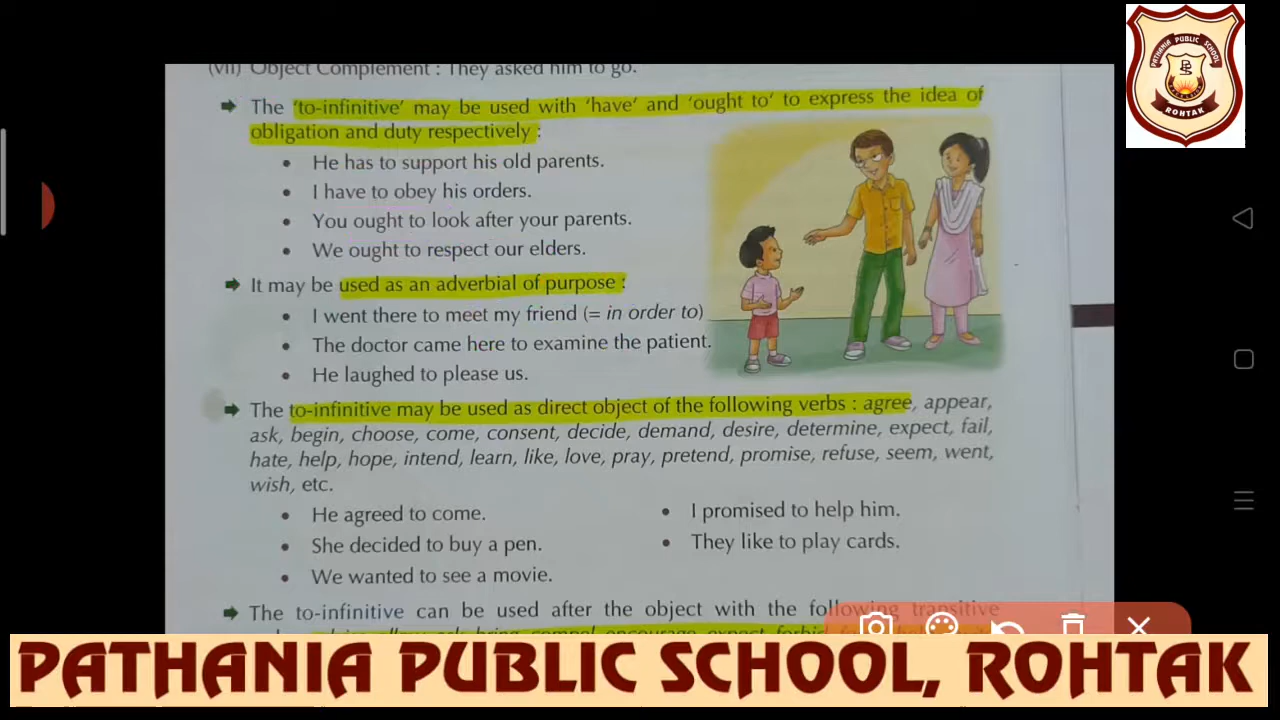 (vii) Object Complement : They asked him to go.
The 'to-infinitive' may be used with 'have' and 'ought to' to express the idea of
obligation and duty respectively :
• He has to support his old parents.
• I have to obey his orders.
• You ought to look after your parents.
• We ought to respect our elders.
It may be used as an adverbial of purpose :
• I went there to meet my friend (= in order to)
• The doctor came here to examine the patient.
• He laughed to please us.
The to-infinitive may be used as direct object of the following verbs : agree, appear,
ask, begin, choose, come, consent, decide, demand, desire, determine, expect, fail,
hate, help, hope, intend, learn, like, love, pray, pretend, promise, refuse, seem, went,
wish, etc.
• He agreed to come.
• She decided to buy a pen.
• We wanted to see a movie.
• I promised to help him.
• They like to play cards.
The to-infinitive can be used after the object with the following transitive
PATHANIA PUBLIC SCHOOL
ROHTAK
PATHANIA PUBLIC SCHOOL, ROHTAK